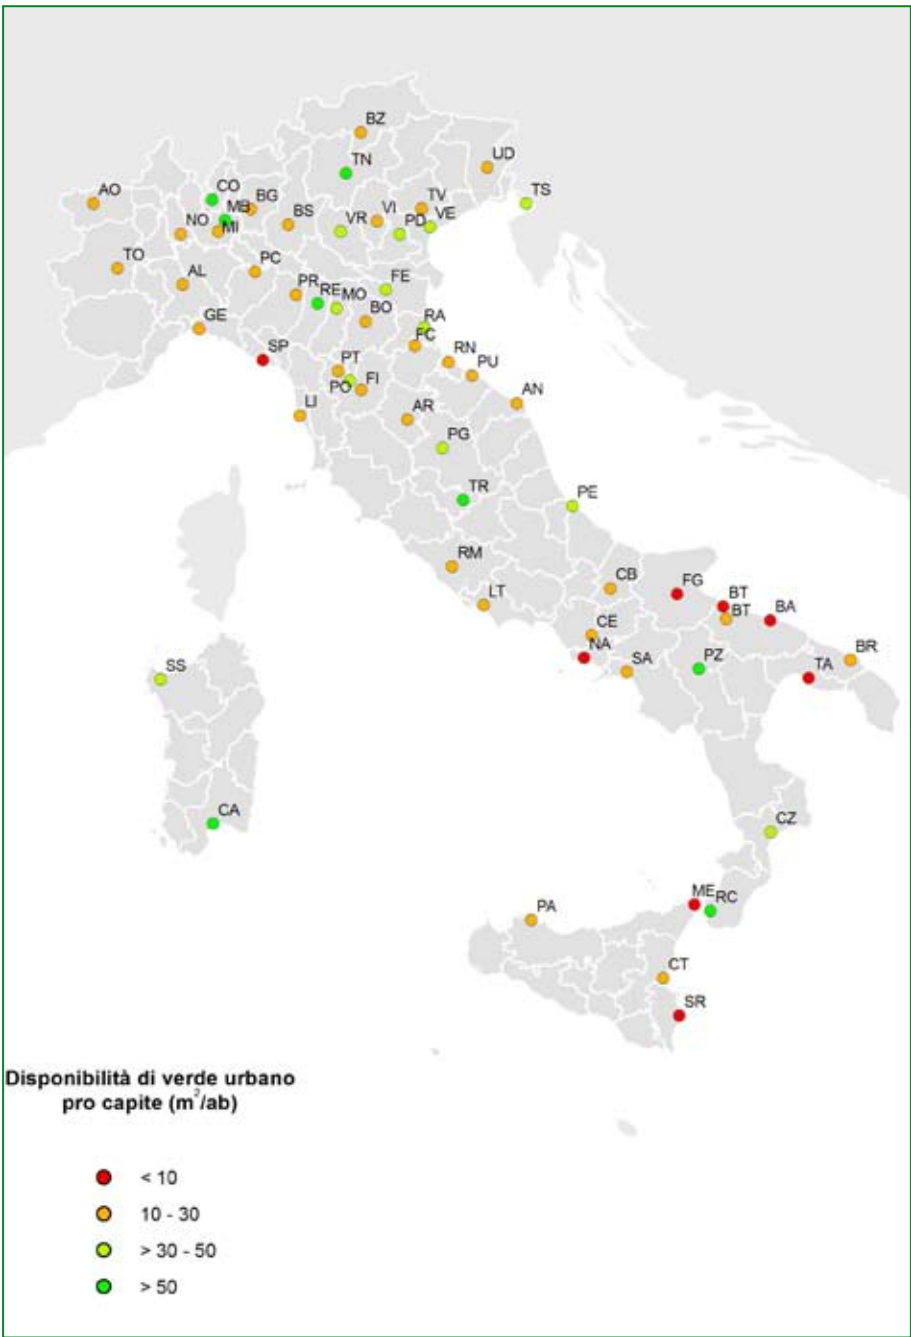 BZ
UD
TN
TS
AO
CO
MB
BG
TV
VE
NO
MI
BS
VR
VI
PD
TO
AL
PC
PR
RE
MO
FE
GE
BO
RA
FC
SP
RN
PT
PU
PO
FI
LI
AR
AN
PG
TR
PE
RM
LT
CB
FG
BT
BT
BA
CE
NA
SA
PZ
TA
BR
SS
CA
CZ
ME
RC
PA
CT
SR
Disponibilità di verde urbano
pro capite (m²/ab)
< 10
10 - 30
> 30 - 50
> 50